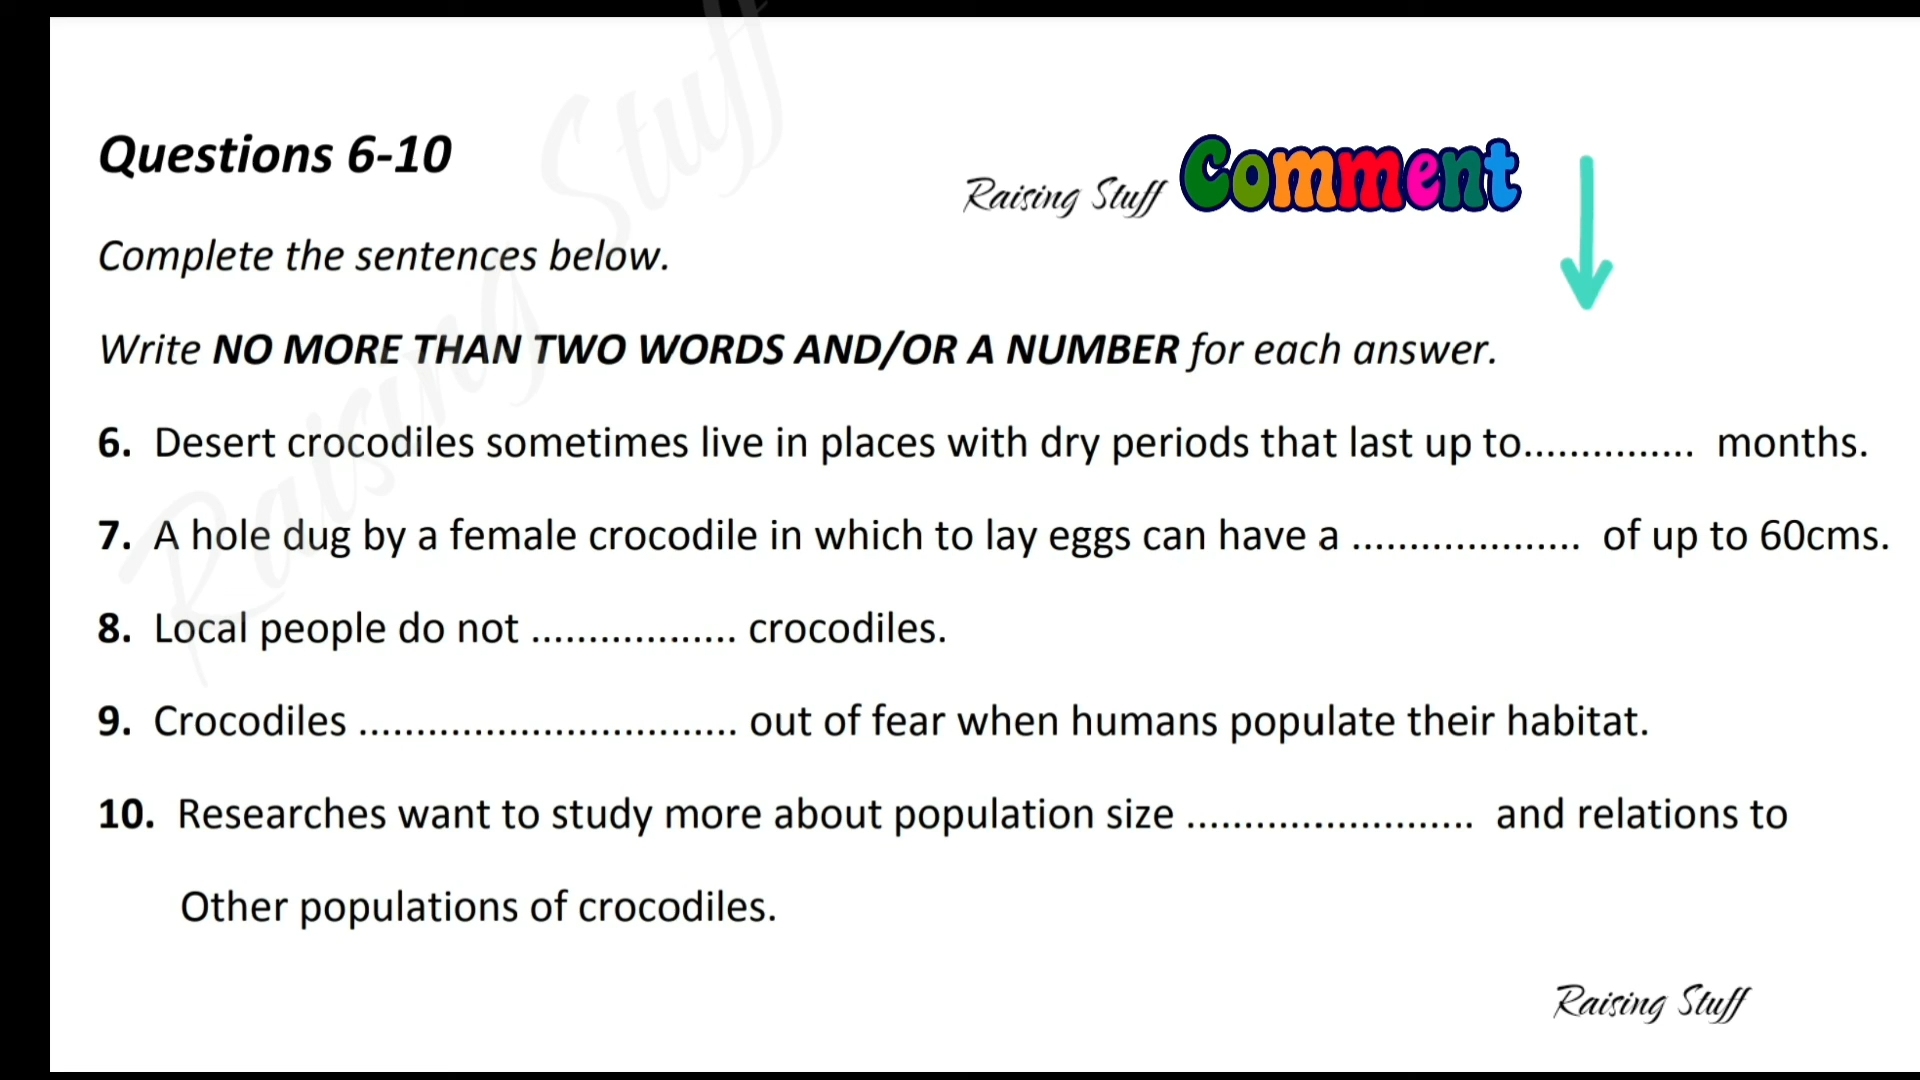 Questions 6-10
Raising Stuff Comment
Complete the sentences below.
Write NO MORE THAN TWO WORDS AND/OR A NUMBER for each answer.
6. Desert crocodiles sometimes live in places with dry periods that last up to............... months.
7. A hole dug by a female crocodile in which to lay eggs can have a .................... of up to 60cms.
8. Local people do not .................. crocodiles.
9. Crocodiles ................................. out of fear when humans populate their habitat.
10. Researches want to study more about population size ......................... and relations to
Other populations of crocodiles.
Raising Stuff
Raising Stuff